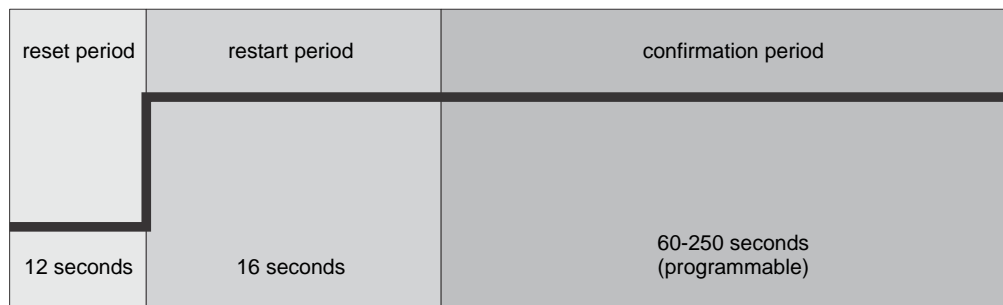 reset period
restart period
confirmation period
12 seconds
16 seconds
60-250 seconds
(programmable)